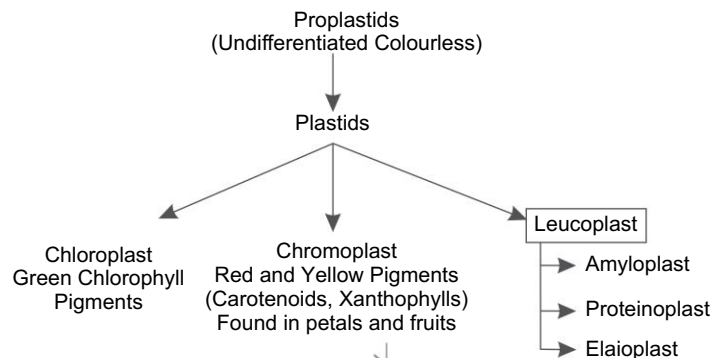 Proplastids
(Undifferentiated Colourless)
Plastids
Chloroplast
Green Chlorophyll
Pigments
Chromoplast
Red and Yellow Pigments
(Carotenoids, Xanthophylls)
Found in petals and fruits
Leucoplast
Amyloplast
Proteinoplast
Elaioplast